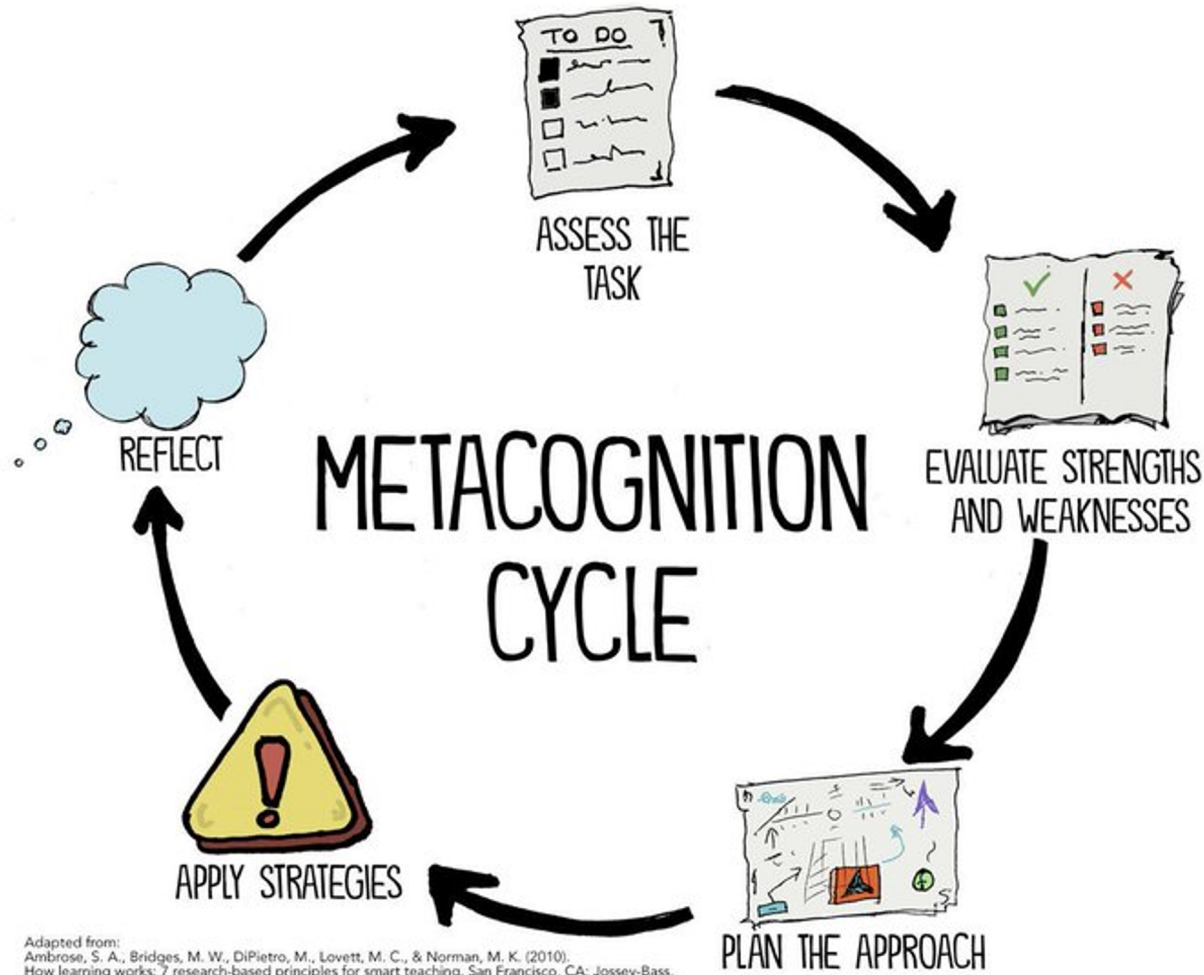 TO DO
ASSESS THE
TASK
EVALUATE STRENGTHS
AND WEAKNESSES
REFLECT
METACOGNITION
CYCLE
APPLY STRATEGIES
PLAN THE APPROACH
Adapted from:
Ambrose, S. A., Bridges, M. W., DiPietro, M., Lovett, M. C., & Norman, M. K. (2010).
How learning works: 7 research-based principles for smart teaching. San Francisco, CA: Jossey-Bass.